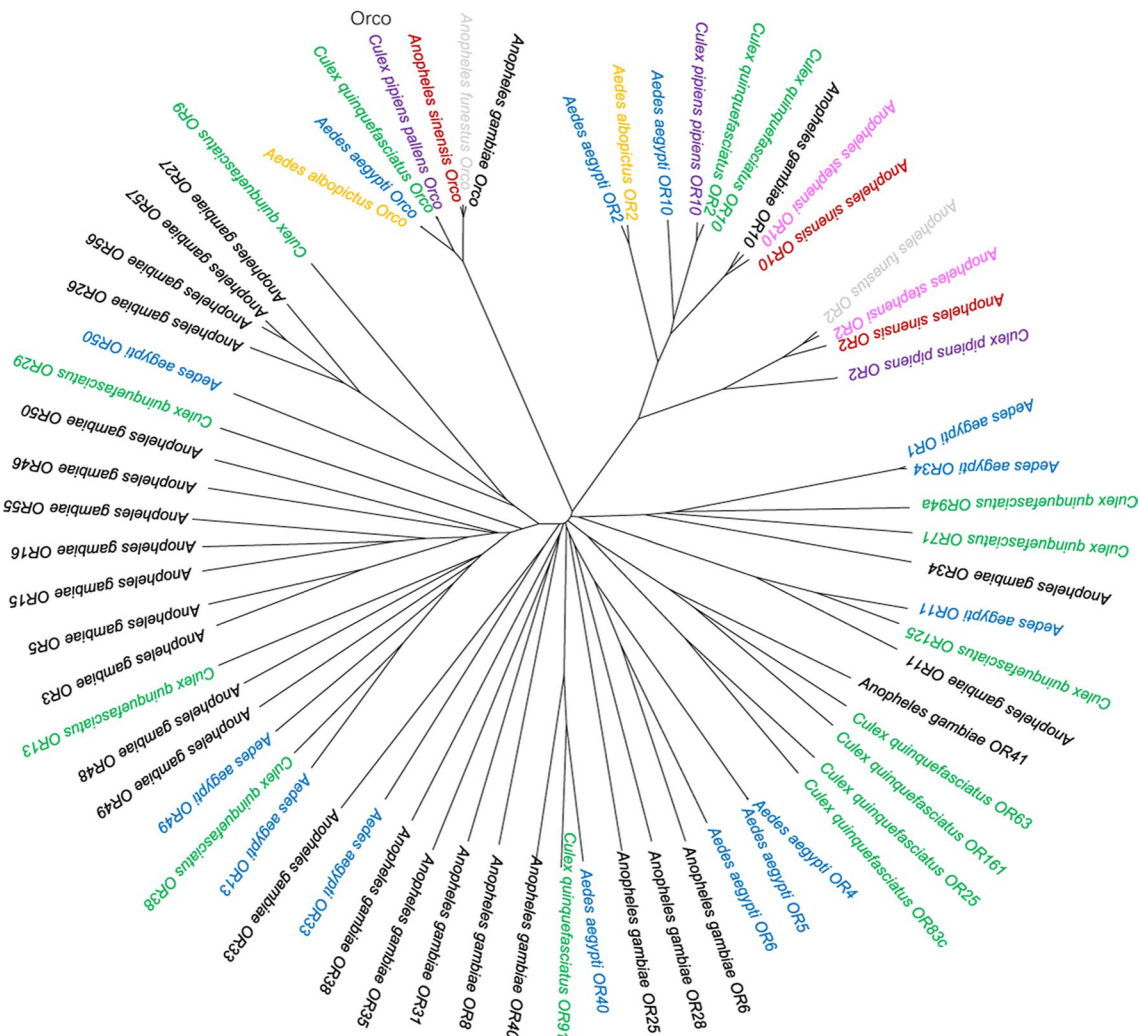 Orco
Aedes albopictus Orco
Aedes aegypti Orco
Culex quinquefasciatus Orco
Culex pipiens pallens Orco
Anopheles sinensis Orco
Anopheles funestus Orco
Anopheles gambiae Orco
Aedes aegypti OR2
Aedes albopictus OR2
Aedes aegypti OR10
Culex pipiens pipiens OR10
Culex quinquefasciatus OR2
Culex quinquefasciatus OR10
Anopheles gambiae OR10
Anopheles stephensi OR10
Anopheles sinensis OR10
Anopheles funestus OR2
Anopheles stephensi OR2
Anopheles sinensis OR2
Culex pipiens pipiens OR2
Aedes aegypti OR1
Aedes aegypti OR34
Culex quinquefasciatus OR94a
Culex quinquefasciatus OR71
Anopheles gambiae OR34
Aedes aegypti OR11
Culex quinquefasciatus OR125
Anopheles gambiae OR11
Anopheles gambiae OR41
Culex quinquefasciatus OR63
Culex quinquefasciatus OR161
Culex quinquefasciatus OR25
Culex quinquefasciatus OR83c
Aedes aegypti OR4
Aedes aegypti OR5
Aedes aegypti OR6
Anopheles gambiae OR6
Anopheles gambiae OR28
Anopheles gambiae OR25
Aedes aegypti OR40
Culex quinquefasciatus
Anopheles gambiae OR40
Anopheles gambiae OR8
Anopheles gambiae OR31
Anopheles gambiae OR35
Anopheles gambiae OR38
Aedes aegypti OR33
Anopheles gambiae OR33
Aedes aegypti OR13
Culex quinquefasciatus OR38
Aedes aegypti OR49
Anopheles gambiae OR49
Anopheles gambiae OR48
Culex quinquefasciatus OR13
Anopheles gambiae OR3
Anopheles gambiae OR5
Anopheles gambiae OR15
Anopheles gambiae OR16
Anopheles gambiae OR55
Anopheles gambiae OR46
Anopheles gambiae OR50
Culex quinquefasciatus OR29
Aedes aegypti OR50
Anopheles gambiae OR26
Anopheles gambiae OR56
Anopheles gambiae OR57
Anopheles gambiae OR27
Culex quinquefasciatus OR9